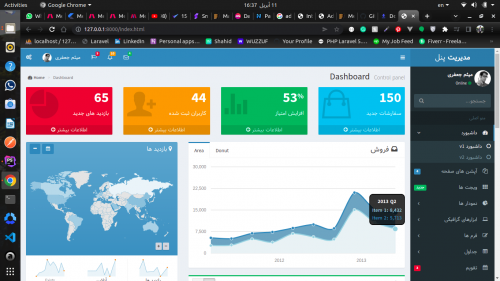 Activities
Google Chrome
11 أبريل 16:37
en
127.0.0.1:8000/index.html
localhost / 127....
Laravel
LinkedIn
Personal apps...
Shahid
WUZZUF
Your Profile
PHP Laravel S...
My Job Feed
Fiverr - Freela...
مدیریت پنل
میثم جعفری
Home
Dashboard
Dashboard Control panel
65
بازدید های جدید
اطلاعات بیشتر
44
کاربران ثبت شده
اطلاعات بیشتر
53%
افزایش امتیاز
اطلاعات بیشتر
150
سفارشات جدید
اطلاعات بیشتر
میثم جعفری
Online
جستجو ...
داشبورد
داشبورد v1
داشبورد v2
آپشن های صفحه
4
ویجت ها
جدید
نمودار ها
ابزارهای گرافیکی
فرم ها
جداول
تقویم
بازدید ها
Area
Donut
فروش
30,000
22,500
15,000
7,500
0
2012
2013
2013 Q2
Item 1: 8,432
Item 2: 5,713